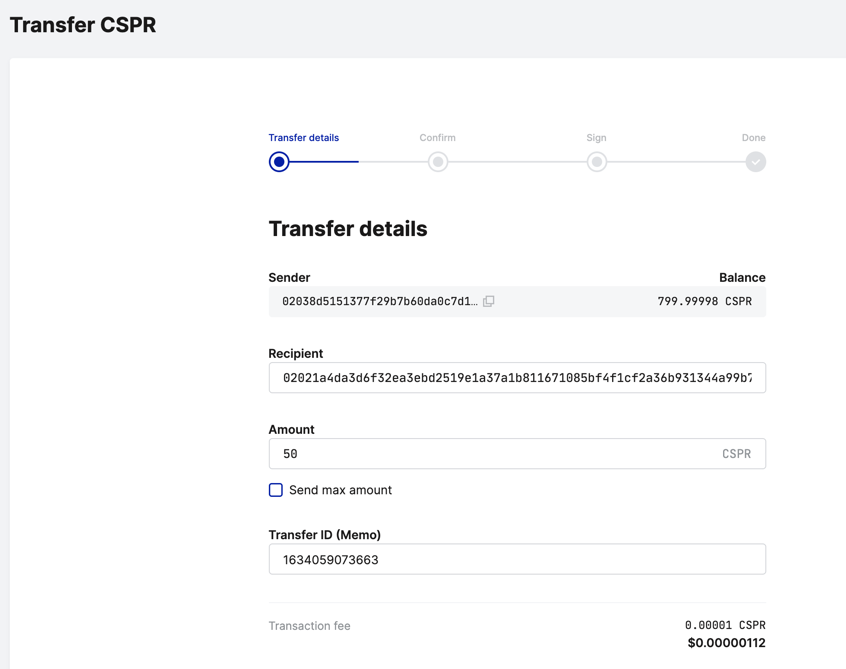 Transfer CSPR
Transfer details Confirm Sign Done
Transfer details
Sender Balance
02038d5151377f29b7b60da0c7d1… 799.99998 CSPR
Recipient
02021a4da3d6f32ea3ebd2519e1a37a1b811671085bf4f1cf2a36b931344a99b7
Amount
50 CSPR
Send max amount
Transfer ID (Memo)
1634059073663
Transaction fee 0.00001 CSPR
$0.00000112